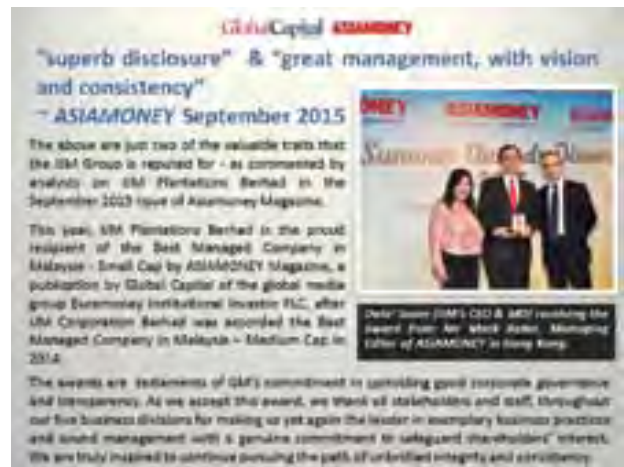 GlobalCapital ASIAMONEY
"superb disclosure" & "great management, with vision
and consistency"
~ ASIAMONEY September 2015
The above are just two of the valuable traits that
the IJM Group is reputed for - as commented by
analysts on IJM Plantations Berhad in the
September 2015 issue of Asiamoney Magazine.
This year, IJM Plantations Berhad is the proud
recipient of the Best Managed Company in
Malaysia - Small Cap by ASIAMONEY Magazine, a
publication by Global Capital of the global media
group Euromoney Institutional Investor PLC, after
IJM Corporation Berhad was accorded the Best
Managed Company in Malaysia – Medium Cap in
2014.
ONEY ASIAMONEY
Summer
Dato' Soam (IJM's CEO & MD) receiving the
award from Mr Mark Managing
Editor of ASIAMONEY in Hong Kong.
The awards are testaments of IJM's commitment in upholding good corporate governance
and transparency. As we accept this award, we thank all stakeholders and staff, throughout
our five business divisions for making us yet again the leader in exemplary business practices
and sound management with a genuine commitment to safeguard shareholders' interest.
We are truly inspired to continue pursuing the path of unbridled integrity and consistency.